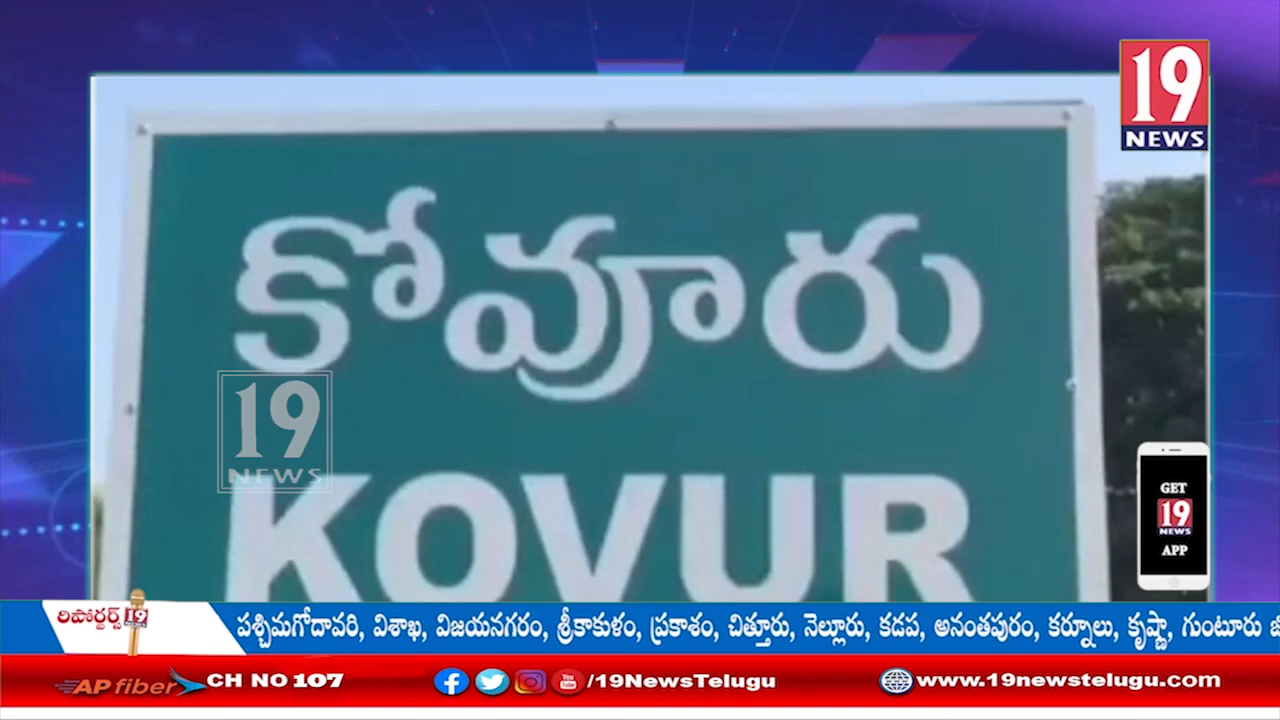 19
NEWS
కోవూరు
19
NEWS
KOVUR
GET
19
NEWS
APP
రిపోర్టర్స్ 19
పశ్చిమగోదావరి, విశాఖ, విజయనగరం, శ్రీకాకుళం, ప్రకాశం, చిత్తూరు, నెల్లూరు, కడప, అనంతపురం, కర్నూలు, కృష్ణా, గుంటూరు
AP fiber CH NO 107 /19NewsTelugu www.19newstelugu.com